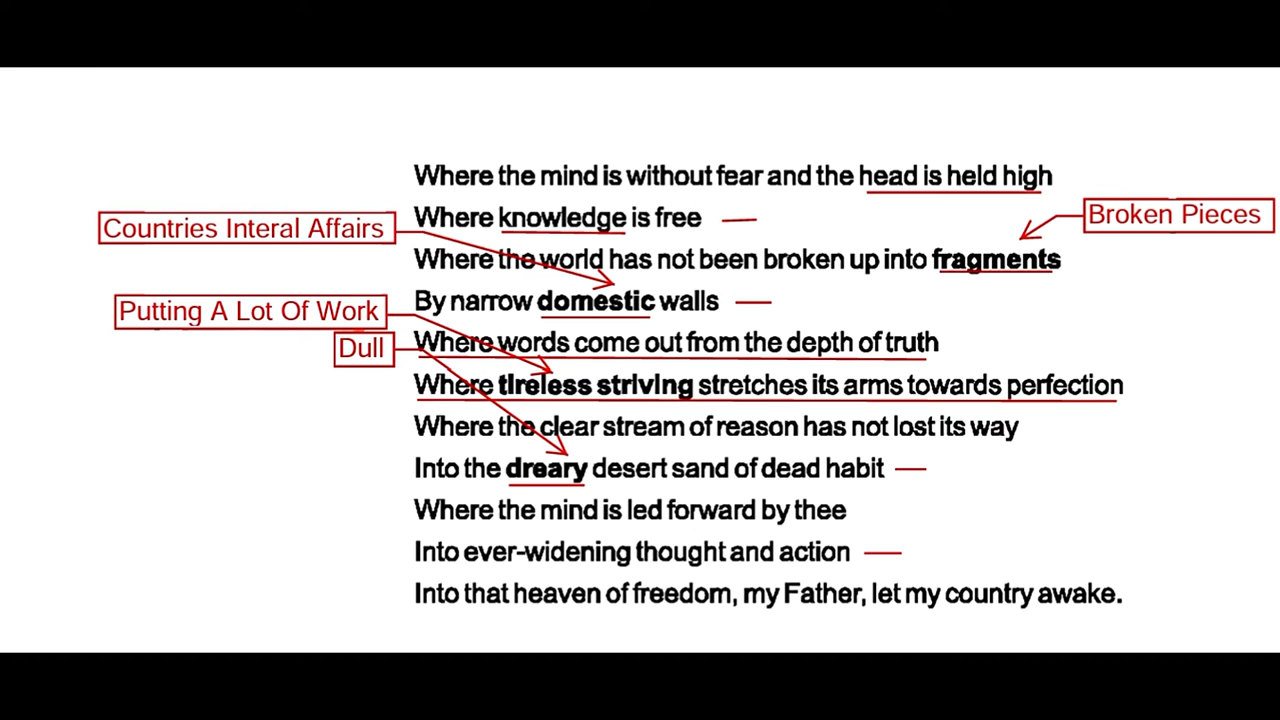 Where the mind is without fear and the head is held high
Where knowledge is free
Countries Interal Affairs
Broken Pieces
Where the world has not been broken up into fragments
By narrow domestic walls
Putting A Lot Of Work
Where words come out from the depth of truth
Dull
Where tireless striving stretches its arms towards perfection
Where the clear stream of reason has not lost its way
Into the dreary desert sand of dead habit
Where the mind is led forward by thee
Into ever-widening thought and action
Into that heaven of freedom, my Father, let my country awake.